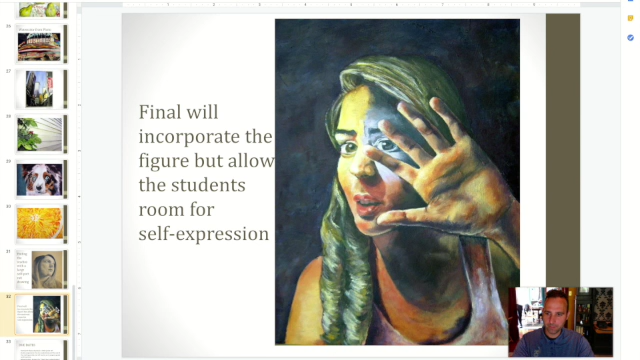 Final will
incorporate the
figure but allow
the students
room for
self-expression